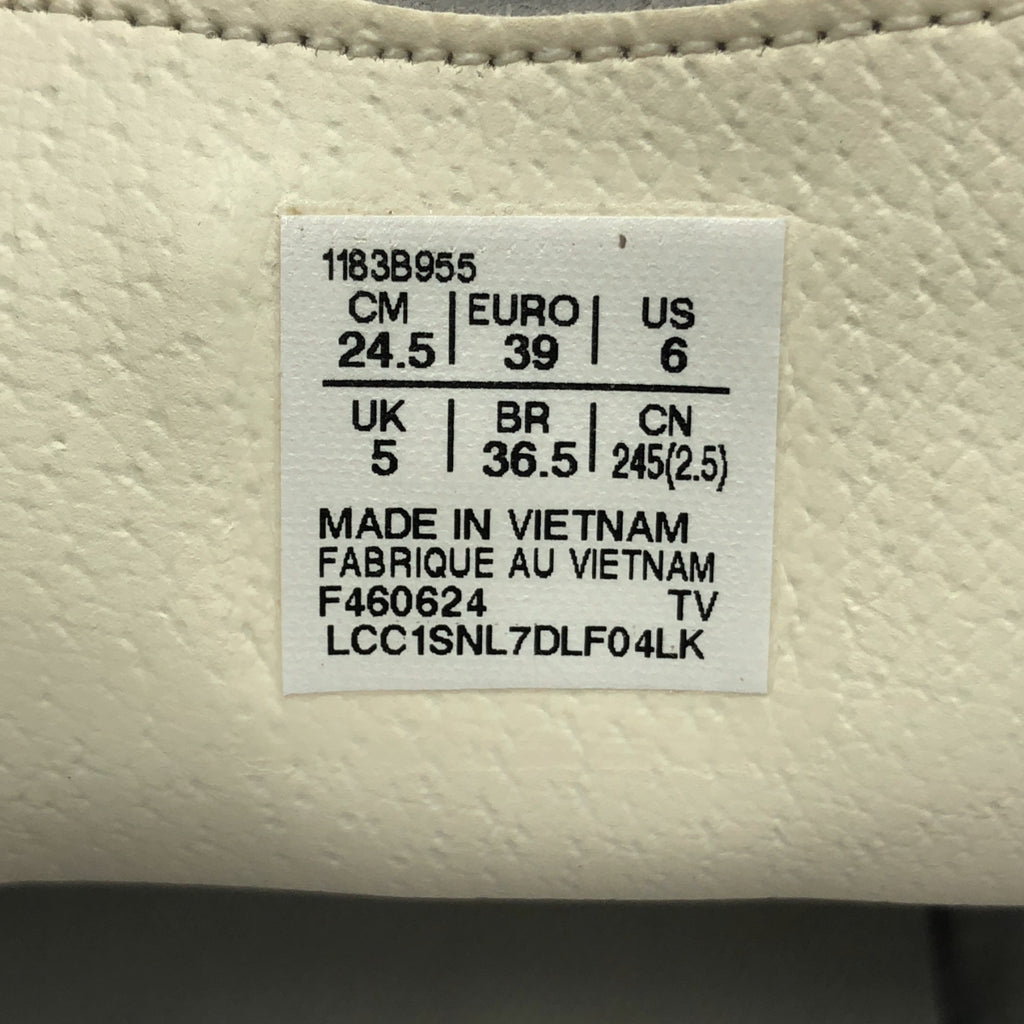 1183B955
CM | EURO | US
24.5 | 39 | 6
UK | BR | CN
5 | 36.5 | 245(2.5)
MADE IN VIETNAM
FABRIQUE AU VIETNAM
F460624 TV
LCC1SNL7DLF04LK